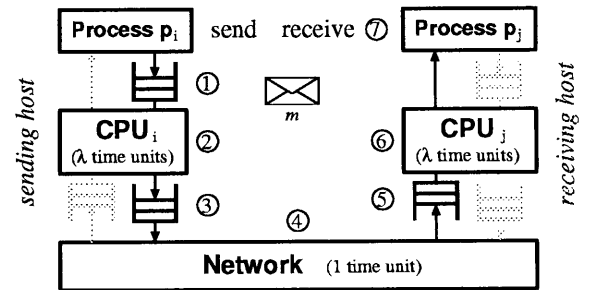 Process pᵢ send receive ⑦ Process pⱼ
①
sending host
CPUᵢ ② m ⑥ CPUⱼ
(λ time units) (λ time units)
receiving host
③ ④ ⑤
Network (1 time unit)